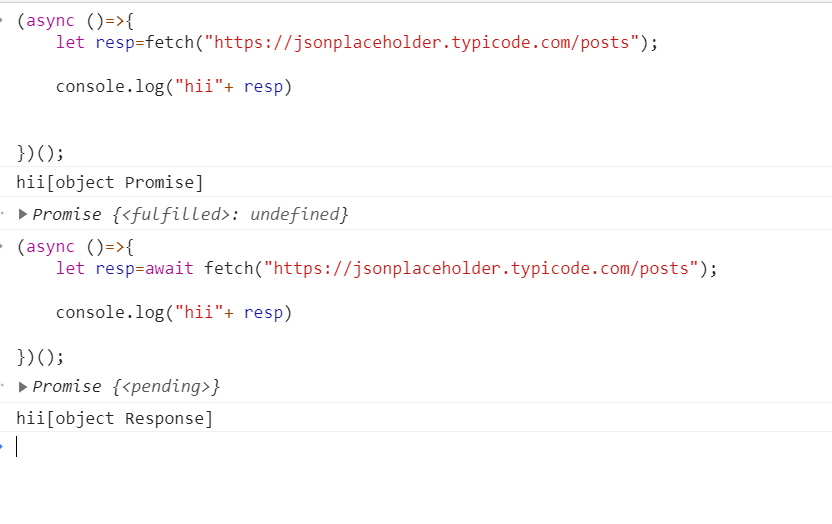 (async ()=>{
let resp=fetch("https://jsonplaceholder.typicode.com/posts");
console.log("hii"+ resp)
})();
hii[object Promise]
Promise {<fulfilled>: undefined}
(async ()=>{
let resp=await fetch("https://jsonplaceholder.typicode.com/posts");
console.log("hii"+ resp)
})();
Promise {<pending>}
hii[object Response]